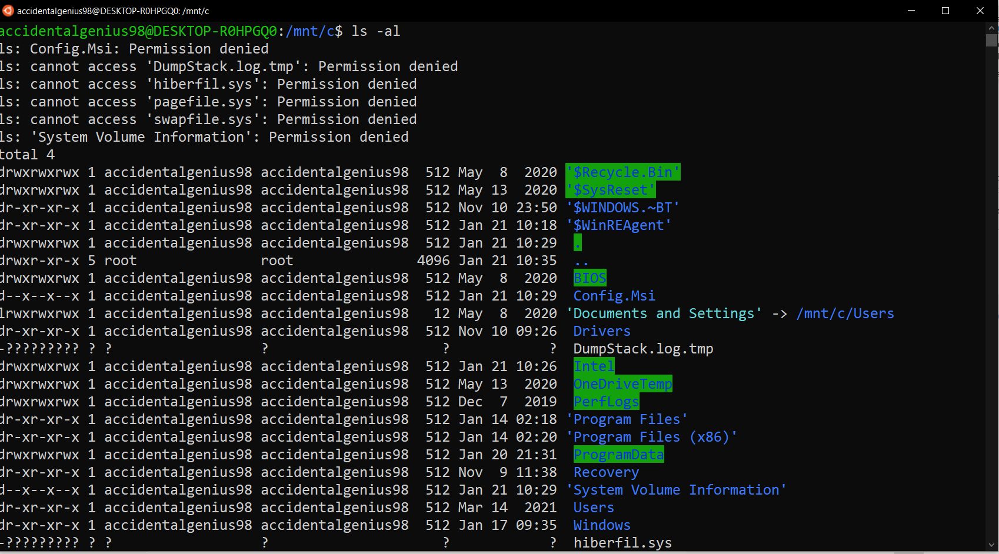 accidentalgenius98@DESKTOP-R0HPGQ0: /mnt/c
accidentalgenius98@DESKTOP-R0HPGQ0:/mnt/c$ ls -al
ls: Config.Msi: Permission denied
ls: cannot access 'DumpStack.log.tmp': Permission denied
ls: cannot access 'hiberfil.sys': Permission denied
ls: cannot access 'pagefile.sys': Permission denied
ls: cannot access 'swapfile.sys': Permission denied
ls: 'System Volume Information': Permission denied
total 4
drwxrwxrwx 1 accidentalgenius98 accidentalgenius98  512 May  8  2020 '$Recycle.Bin'
drwxrwxrwx 1 accidentalgenius98 accidentalgenius98  512 May 13  2020 '$SysReset'
dr-xr-xr-x 1 accidentalgenius98 accidentalgenius98  512 Nov 10 23:50 '$WINDOWS.~BT'
dr-xr-xr-x 1 accidentalgenius98 accidentalgenius98  512 Jan 21 10:18 '$WinREAgent'
drwxrwxrwx 1 accidentalgenius98 accidentalgenius98  512 Jan 21 10:29  .
drwxr-xr-x 5 root               root               4096 Jan 21 10:35  ..
drwxrwxrwx 1 accidentalgenius98 accidentalgenius98  512 May  8  2020  BIOS
d--x--x--x 1 accidentalgenius98 accidentalgenius98  512 Jan 21 10:29  Config.Msi
lrwxrwxrwx 1 accidentalgenius98 accidentalgenius98   12 May  8  2020 'Documents and Settings' -> /mnt/c/Users
dr-xr-xr-x 1 accidentalgenius98 accidentalgenius98  512 Nov 10 09:26  Drivers
-????????? ? ?                  ?                     ?            ?  DumpStack.log.tmp
drwxrwxrwx 1 accidentalgenius98 accidentalgenius98  512 Jan 21 10:26  Intel
drwxrwxrwx 1 accidentalgenius98 accidentalgenius98  512 May 13  2020  OneDriveTemp
drwxrwxrwx 1 accidentalgenius98 accidentalgenius98  512 Dec  7  2019  PerfLogs
dr-xr-xr-x 1 accidentalgenius98 accidentalgenius98  512 Jan 14 02:18 'Program Files'
dr-xr-xr-x 1 accidentalgenius98 accidentalgenius98  512 Jan 14 02:20 'Program Files (x86)'
drwxrwxrwx 1 accidentalgenius98 accidentalgenius98  512 Jan 20 21:31  ProgramData
dr-xr-xr-x 1 accidentalgenius98 accidentalgenius98  512 Nov  9 11:38  Recovery
d--x--x--x 1 accidentalgenius98 accidentalgenius98  512 Jan 21 10:29 'System Volume Information'
dr-xr-xr-x 1 accidentalgenius98 accidentalgenius98  512 Mar 14  2021  Users
dr-xr-xr-x 1 accidentalgenius98 accidentalgenius98  512 Jan 17 09:35  Windows
-????????? ? ?                  ?                     ?            ?  hiberfil.sys